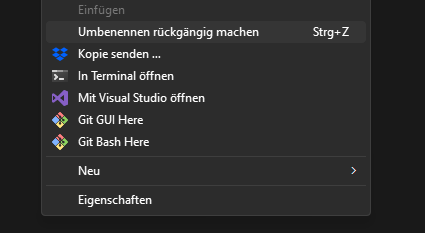 Einfügen
Umbenennen rückgängig machen Strg+Z
Kopie senden ...
In Terminal öffnen
Mit Visual Studio öffnen
Git GUI Here
Git Bash Here
Neu
Eigenschaften